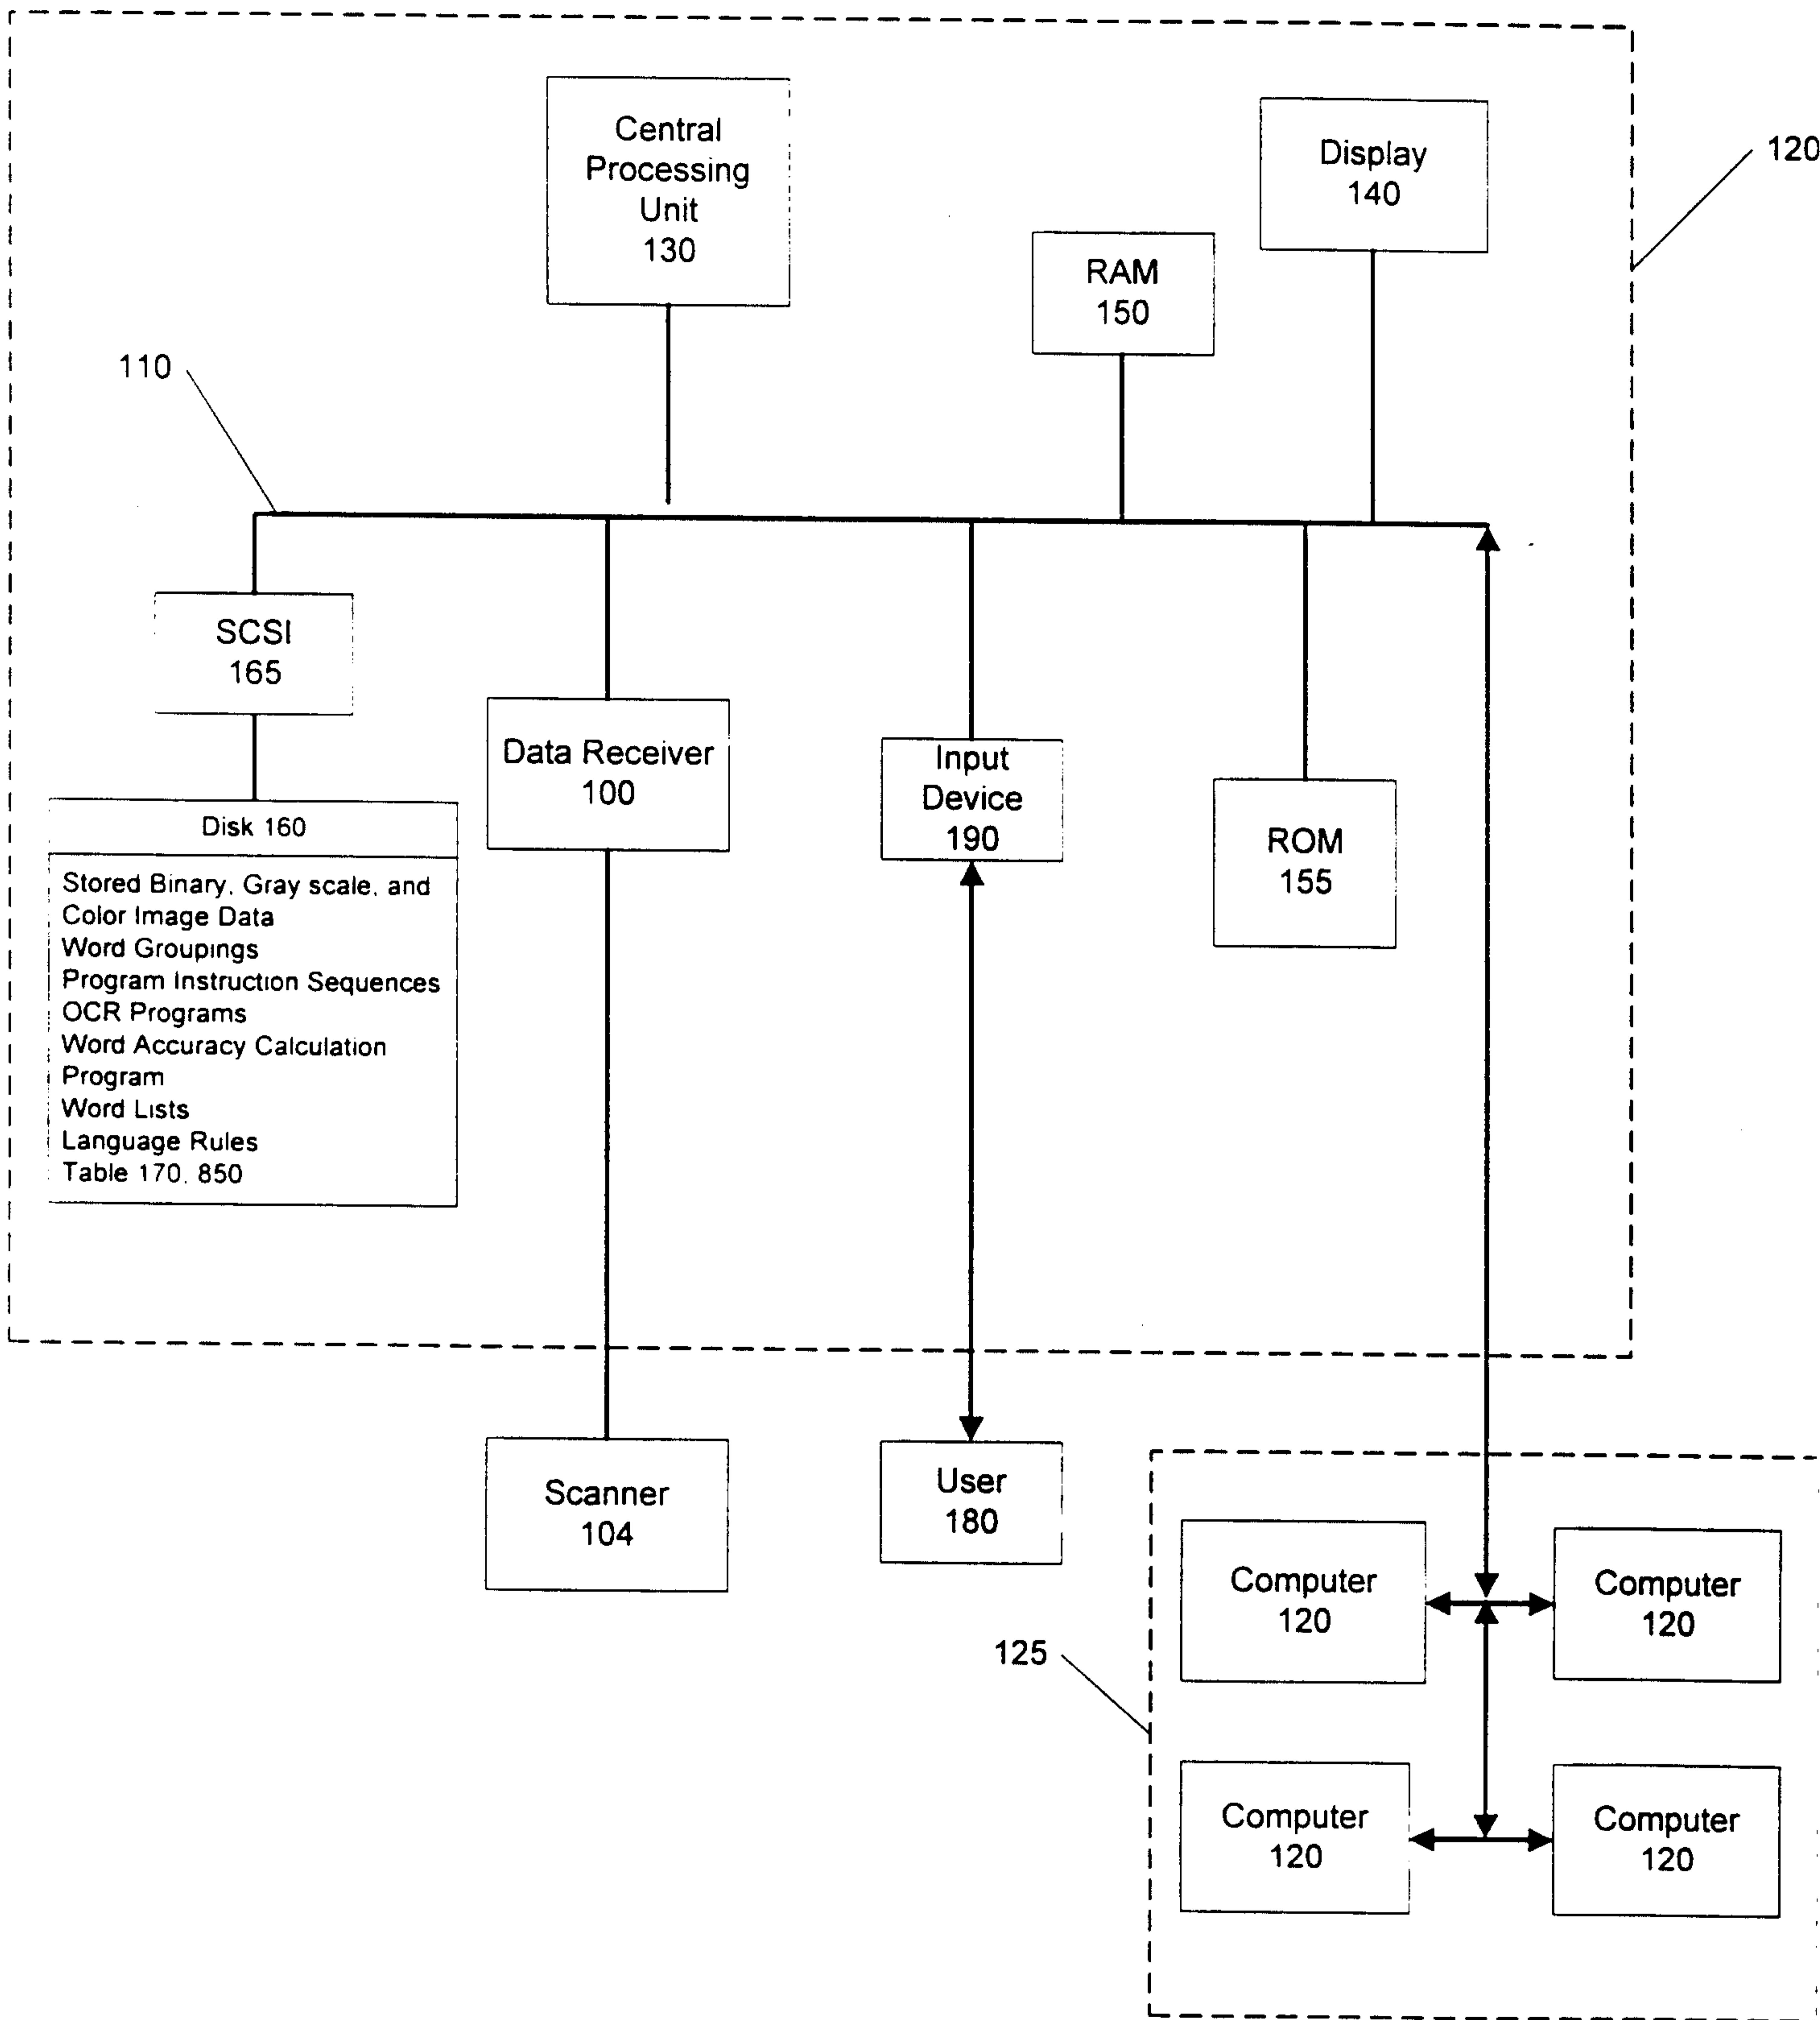 Central
Processing
Unit
130
Display
140
120
RAM
150
110
SCSI
165
Data Receiver
100
Input
Device
190
ROM
155
Disk 160
Stored Binary, Gray scale, and
Color Image Data
Word Groupings
Program Instruction Sequences
OCR Programs
Word Accuracy Calculation
Program
Word Lists
Language Rules
Table 170, 850
Scanner
104
User
180
Computer
120
Computer
120
125
Computer
120
Computer
120